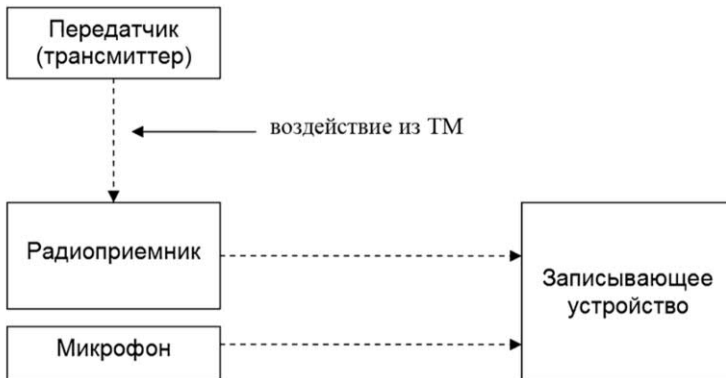 Передатчик
(трансмиттер)
воздействие из ТМ
Радиоприемник
Записывающее
устройство
Микрофон